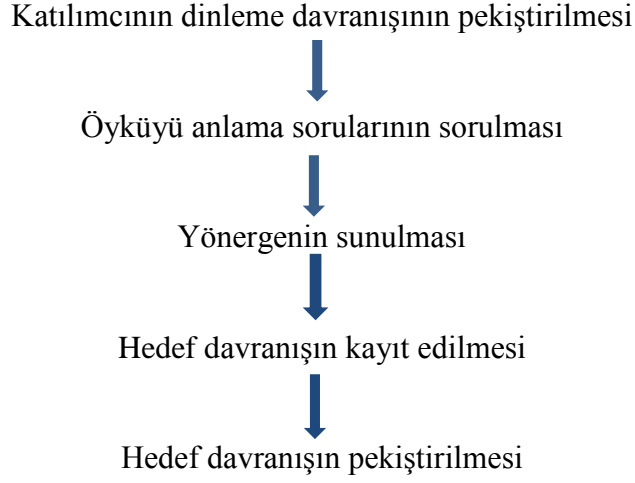 Katılımcının dinleme davranışının pekiştirilmesi
Öyküyü anlama sorularının sorulması
Yönergenin sunulması
Hedef davranışın kayıt edilmesi
Hedef davranışın pekiştirilmesi